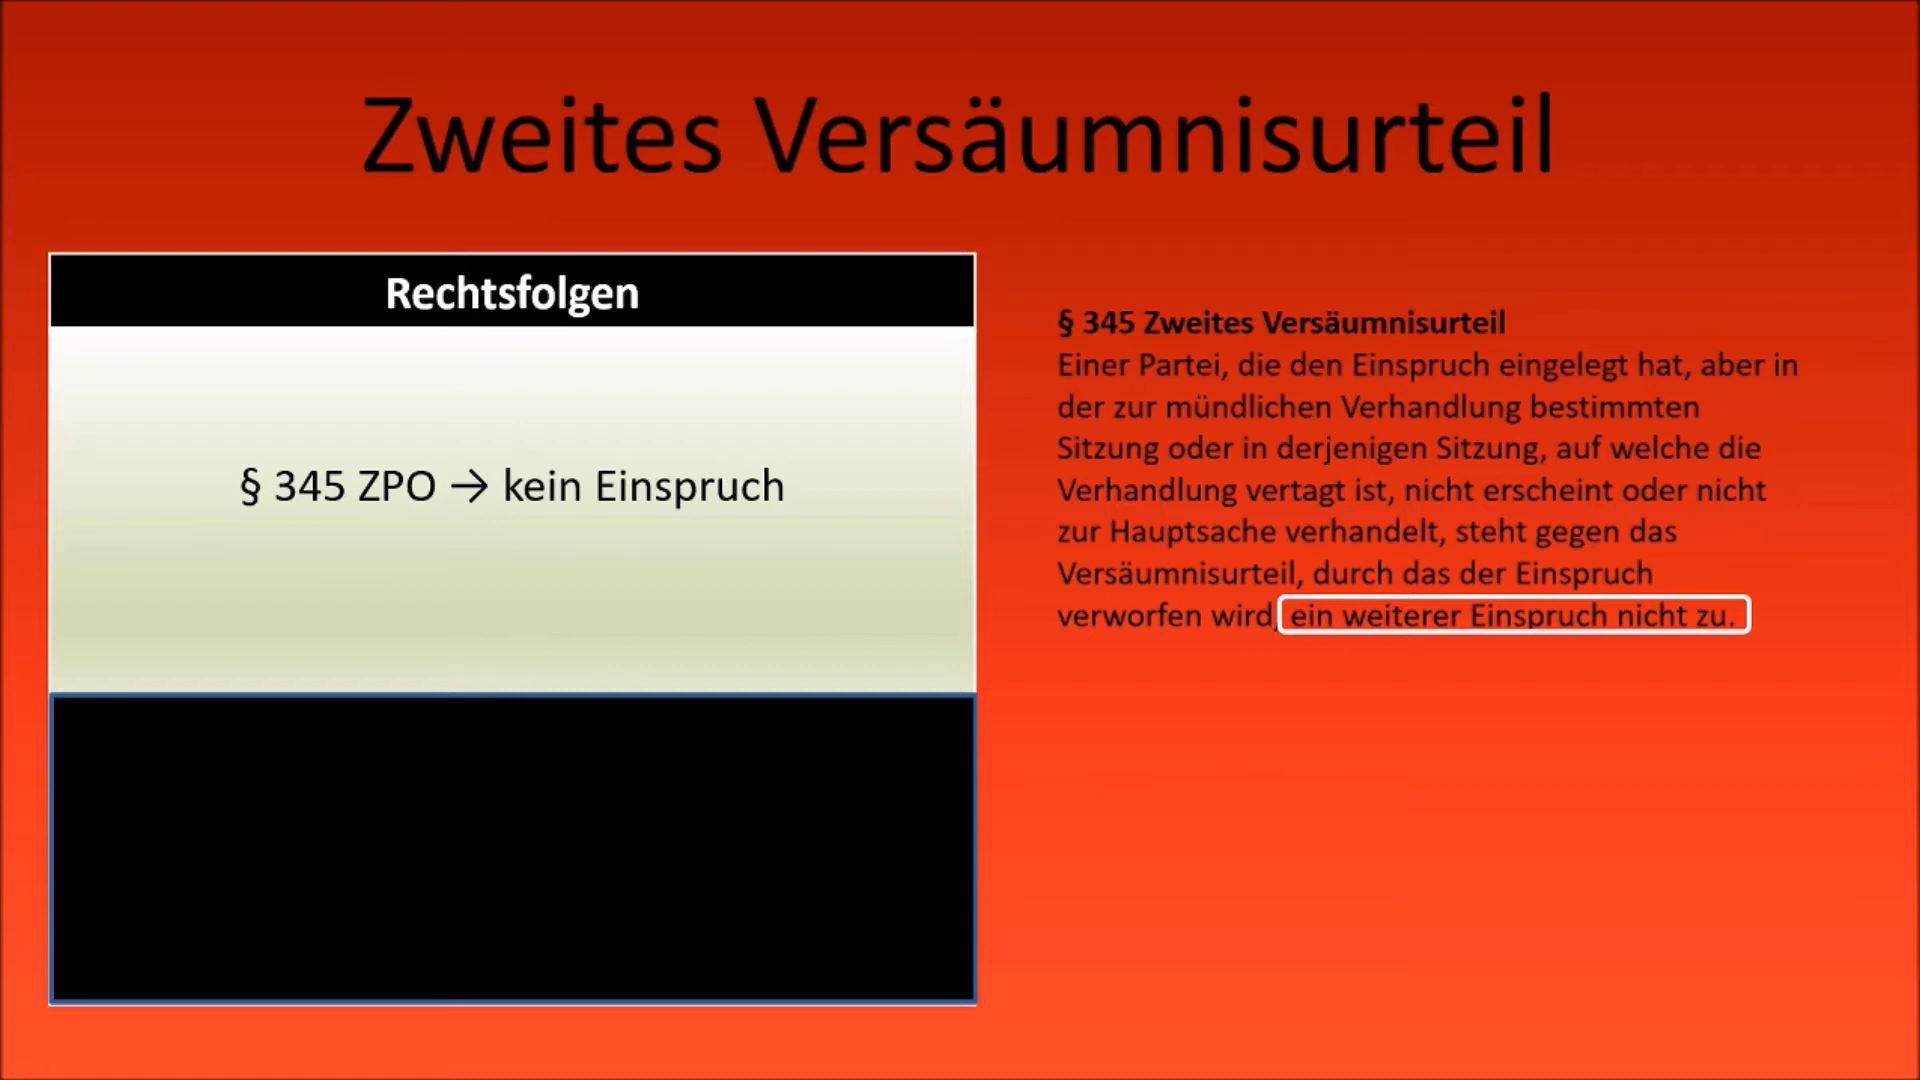 Zweites Versäumnisurteil
Rechtsfolgen
§ 345 ZPO → kein Einspruch
§ 345 Zweites Versäumnisurteil
Einer Partei, die den Einspruch eingelegt hat, aber in
der zur mündlichen Verhandlung bestimmten
Sitzung oder in derjenigen Sitzung, auf welche die
Verhandlung vertagt ist, nicht erscheint oder nicht
zur Hauptsache verhandelt, steht gegen das
Versäumnisurteil, durch das der Einspruch
verworfen wird, ein weiterer Einspruch nicht zu.